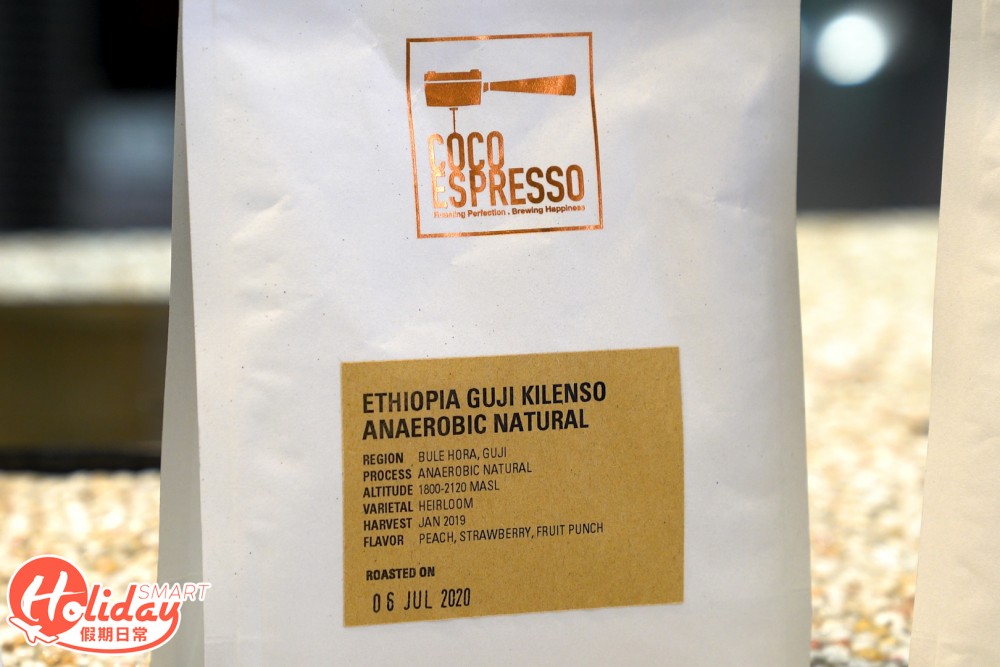 COCO
ESPRESSO
Roasting Perfection . Brewing Happiness
ETHIOPIA GUJI KILENSO
ANAEROBIC NATURAL
REGION BULE HORA, GUJI
PROCESS ANAEROBIC NATURAL
ALTITUDE 1800-2120 MASL
VARIETAL HEIRLOOM
HARVEST JAN 2019
FLAVOR PEACH, STRAWBERRY, FRUIT PUNCH
ROASTED ON
06 JUL 2020
Holiday SMART
假期日常